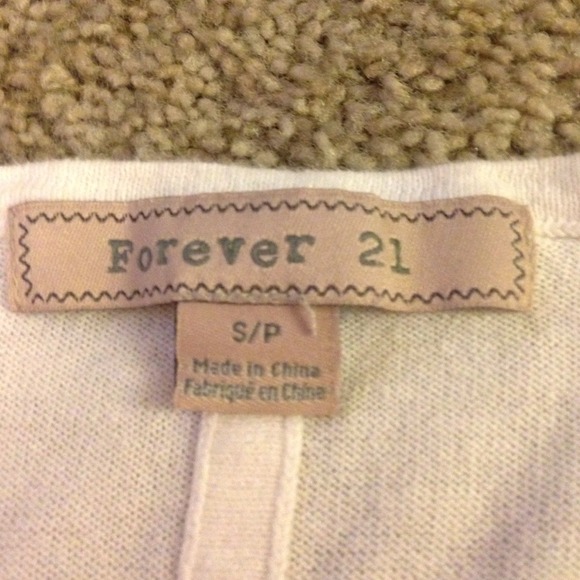 Forever 21
S/P
Made in China
Fabriqué en Chine